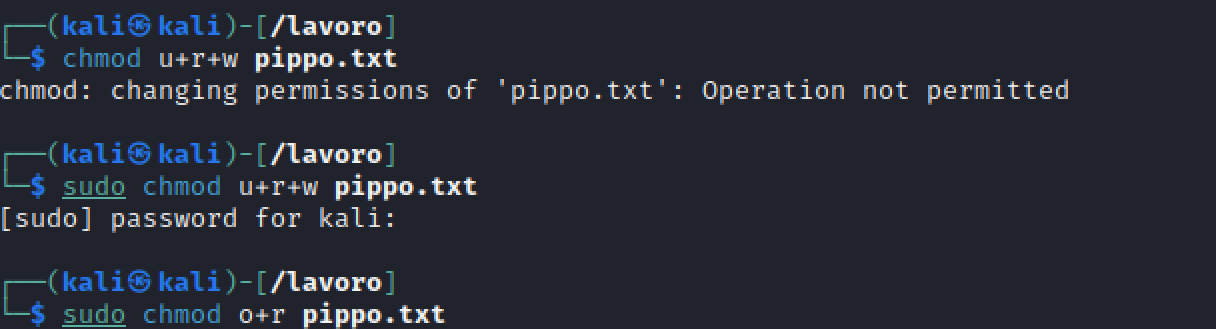 ┌──(kali㉿kali)-[/lavoro]
└─$ chmod u+r+w pippo.txt
chmod: changing permissions of 'pippo.txt': Operation not permitted
┌──(kali㉿kali)-[/lavoro]
└─$ sudo chmod u+r+w pippo.txt
[sudo] password for kali:
┌──(kali㉿kali)-[/lavoro]
└─$ sudo chmod o+r pippo.txt